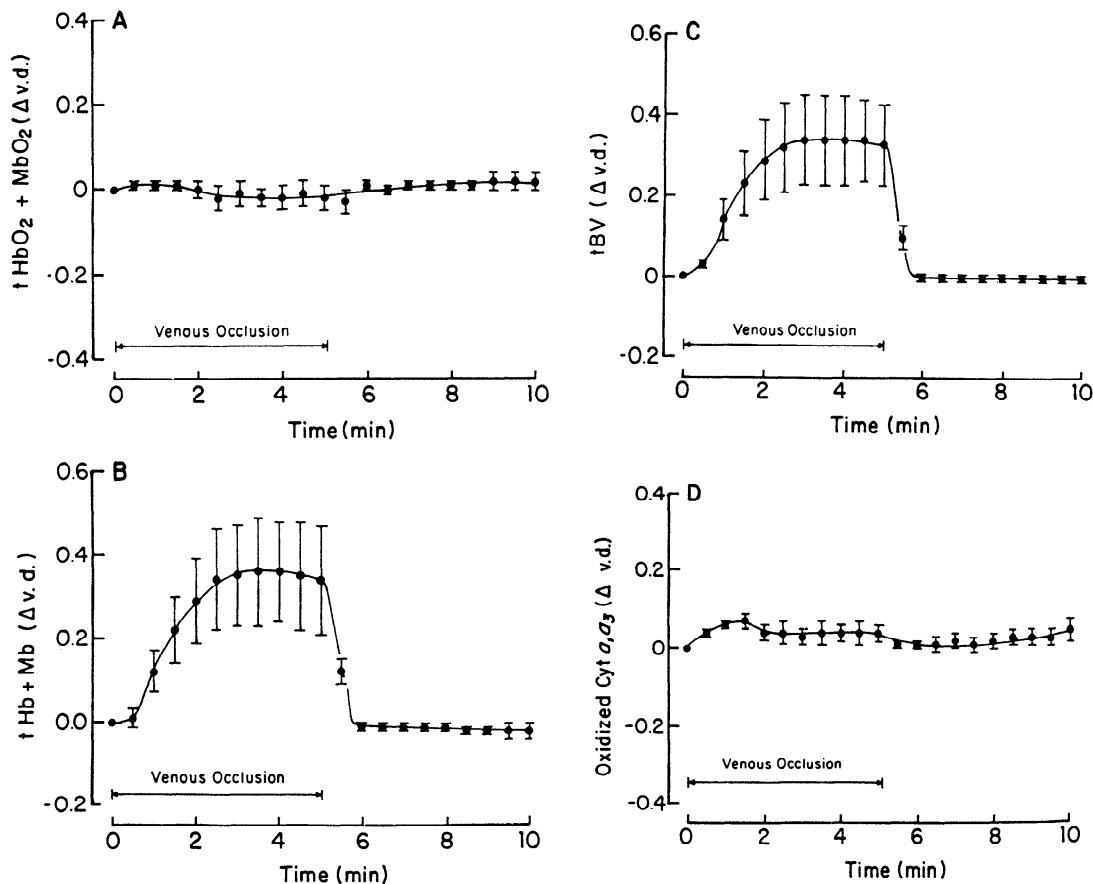 A
t HbO₂ + MbO₂ (Δ v.d.)
0.4
0.2
0
-0.2
-0.4
Venous Occlusion
0 2 4 6 8 10
Time (min)
B
t Hb + Mb (Δ v. d.)
0.6
0.4
0.2
0.0
-0.2
Venous Occlusion
0 2 4 6 8 10
Time (min)
C
tBV (Δ v.d.)
0.6
0.4
0.2
0
-0.2
Venous Occlusion
0 2 4 6 8 10
Time (min)
D
Oxidized Cyt a,a₃ (Δ v.d.)
0.4
0.2
0
-0.2
-0.4
Venous Occlusion
0 2 4 6 8 10
Time (min)